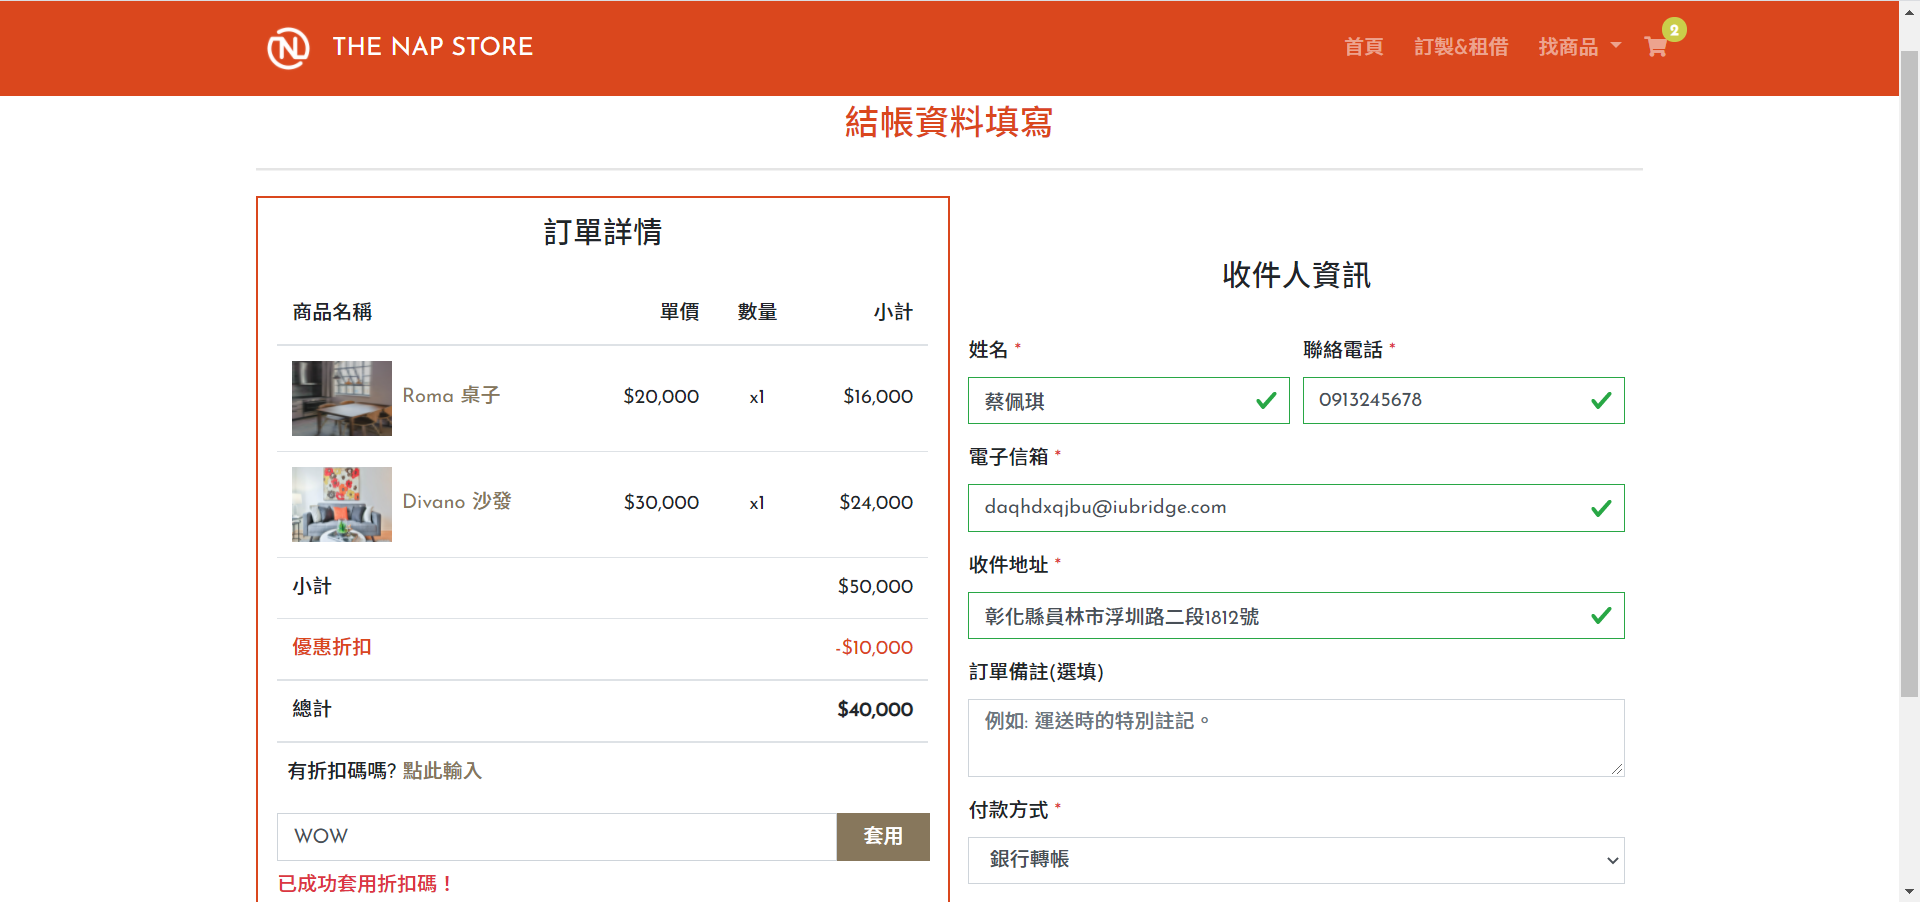 THE NAP STORE
首頁 訂製&租借 找商品 2
結帳資料填寫
訂單詳情
商品名稱 單價 數量 小計
Roma 桌子 $20,000 x1 $16,000
Divano 沙發 $30,000 x1 $24,000
小計 $50,000
優惠折扣 -$10,000
總計 $40,000
有折扣碼嗎? 點此輸入
WOW 套用
已成功套用折扣碼！
收件人資訊
姓名 * 聯絡電話 *
蔡佩琪 0913245678
電子信箱 *
daqhdxqjbu@iubridge.com
收件地址 *
彰化縣員林市浮圳路二段1812號
訂單備註(選填)
例如: 運送時的特別註記。
付款方式 *
銀行轉帳